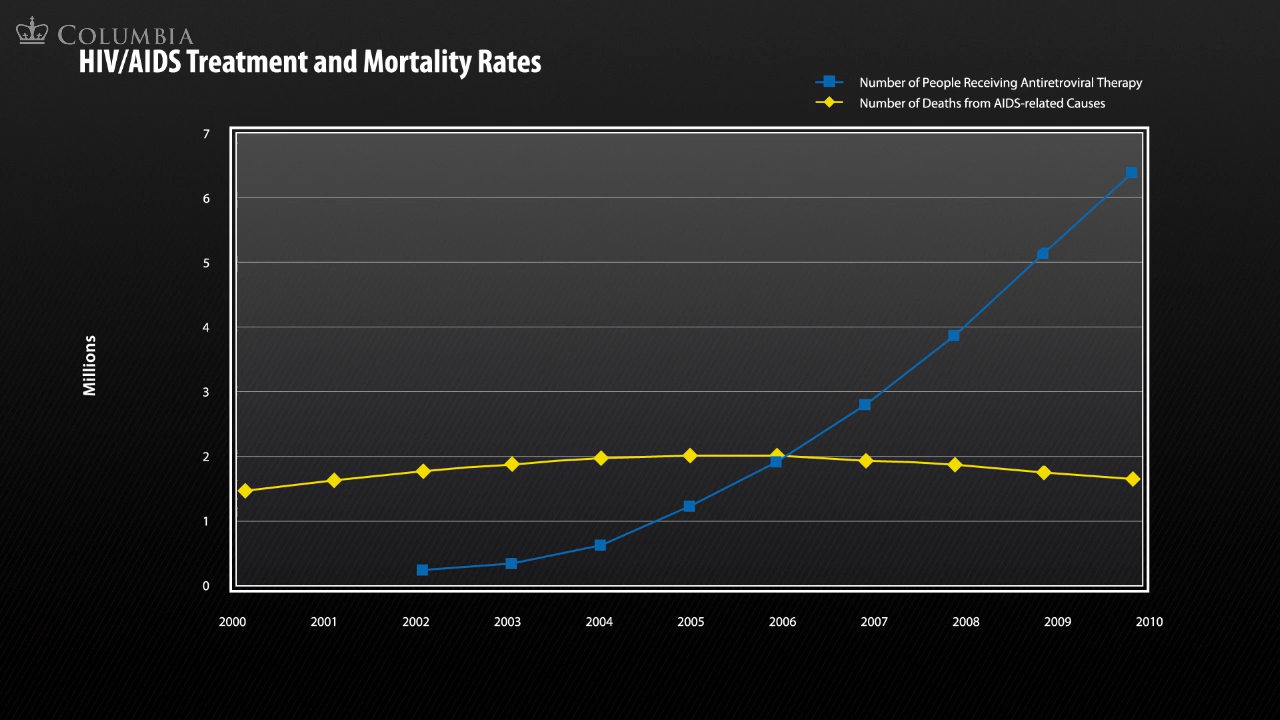 COLUMBIA
HIV/AIDS Treatment and Mortality Rates
Number of People Receiving Antiretroviral Therapy
Number of Deaths from AIDS-related Causes
7
6
5
4
3
2
1
0
Millions
2000 2001 2002 2003 2004 2005 2006 2007 2008 2009 2010